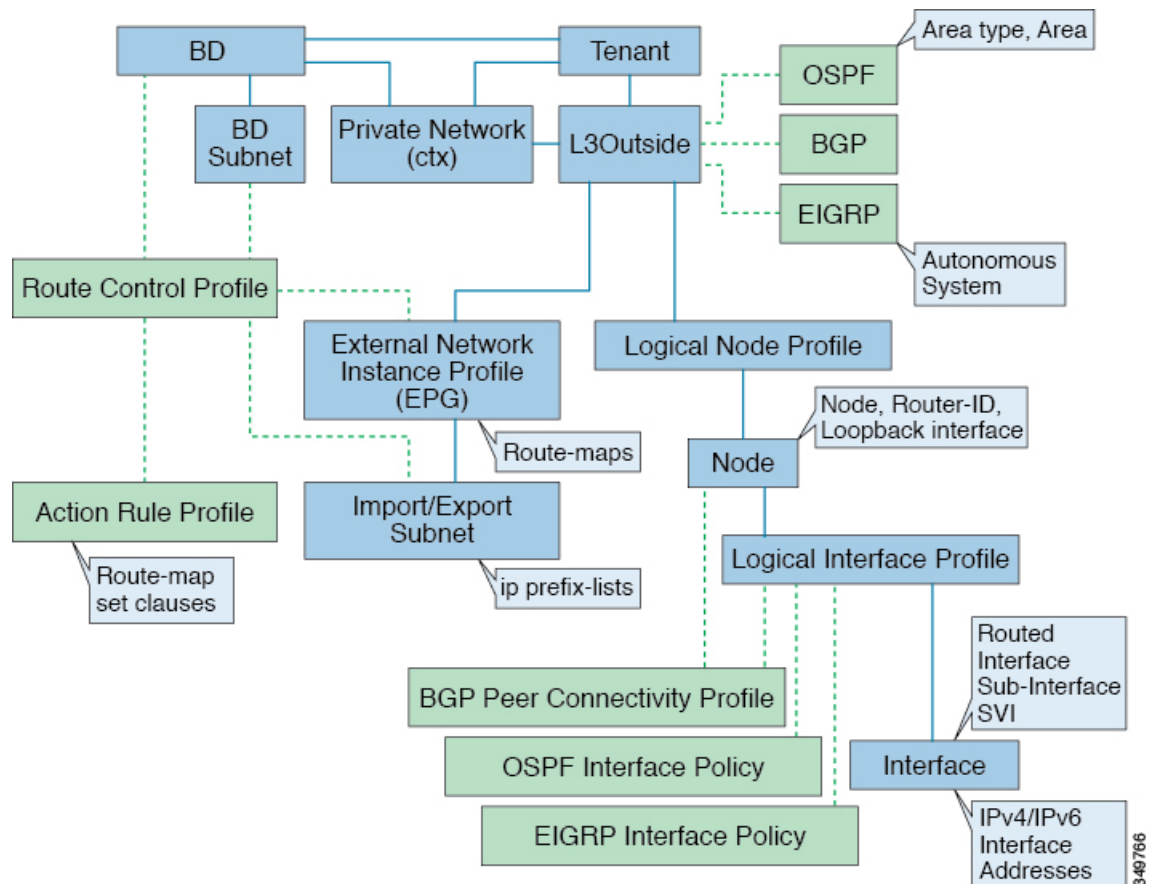 Area type, Area
BD
Tenant
OSPF
BD
Subnet
Private Network
(ctx)
L3Outside
BGP
EIGRP
Autonomous
System
Route Control Profile
External Network
Instance Profile
(EPG)
Logical Node Profile
Node, Router-ID,
Loopback interface
Route-maps
Node
Action Rule Profile
Import/Export
Subnet
Route-map
set clauses
ip prefix-lists
Logical Interface Profile
Routed
Interface
Sub-Interface
SVI
BGP Peer Connectivity Profile
OSPF Interface Policy
Interface
EIGRP Interface Policy
IPv4/IPv6
Interface
Addresses
349766